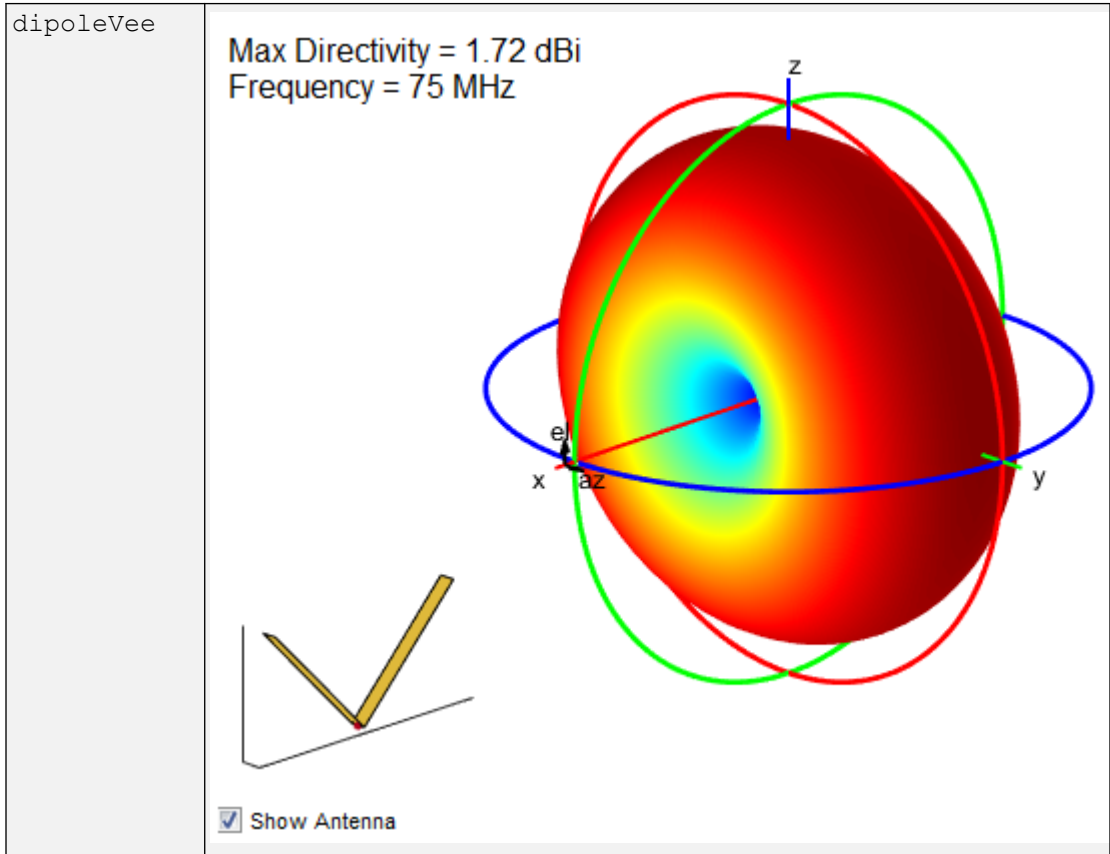 dipoleVee
Max Directivity = 1.72 dBi
Frequency = 75 MHz
z
el
x
az
y
Show Antenna